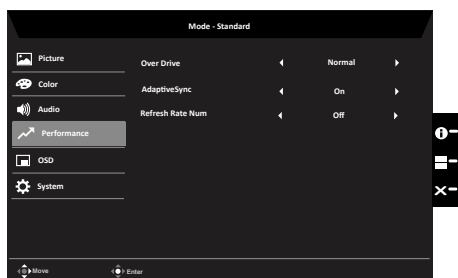 Mode - Standard
Picture
Over Drive Normal
Color
AdaptiveSync On
Audio
Refresh Rate Num Off
Performance
OSD
System
Move Enter